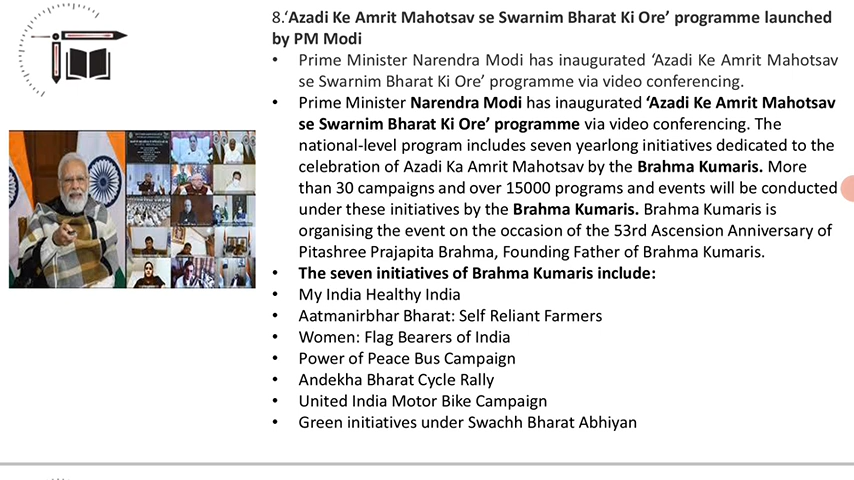 8.‘Azadi Ke Amrit Mahotsav se Swarnim Bharat Ki Ore’ programme launched
by PM Modi
• Prime Minister Narendra Modi has inaugurated ‘Azadi Ke Amrit Mahotsav
se Swarnim Bharat Ki Ore’ programme via video conferencing.
• Prime Minister Narendra Modi has inaugurated ‘Azadi Ke Amrit Mahotsav
se Swarnim Bharat Ki Ore’ programme via video conferencing. The
national-level program includes seven yearlong initiatives dedicated to the
celebration of Azadi Ka Amrit Mahotsav by the Brahma Kumaris. More
than 30 campaigns and over 15000 programs and events will be conducted
under these initiatives by the Brahma Kumaris. Brahma Kumaris is
organising the event on the occasion of the 53rd Ascension Anniversary of
Pitashree Prajapita Brahma, Founding Father of Brahma Kumaris.
• The seven initiatives of Brahma Kumaris include:
• My India Healthy India
• Aatmanirbhar Bharat: Self Reliant Farmers
• Women: Flag Bearers of India
• Power of Peace Bus Campaign
• Andekha Bharat Cycle Rally
• United India Motor Bike Campaign
• Green initiatives under Swachh Bharat Abhiyan